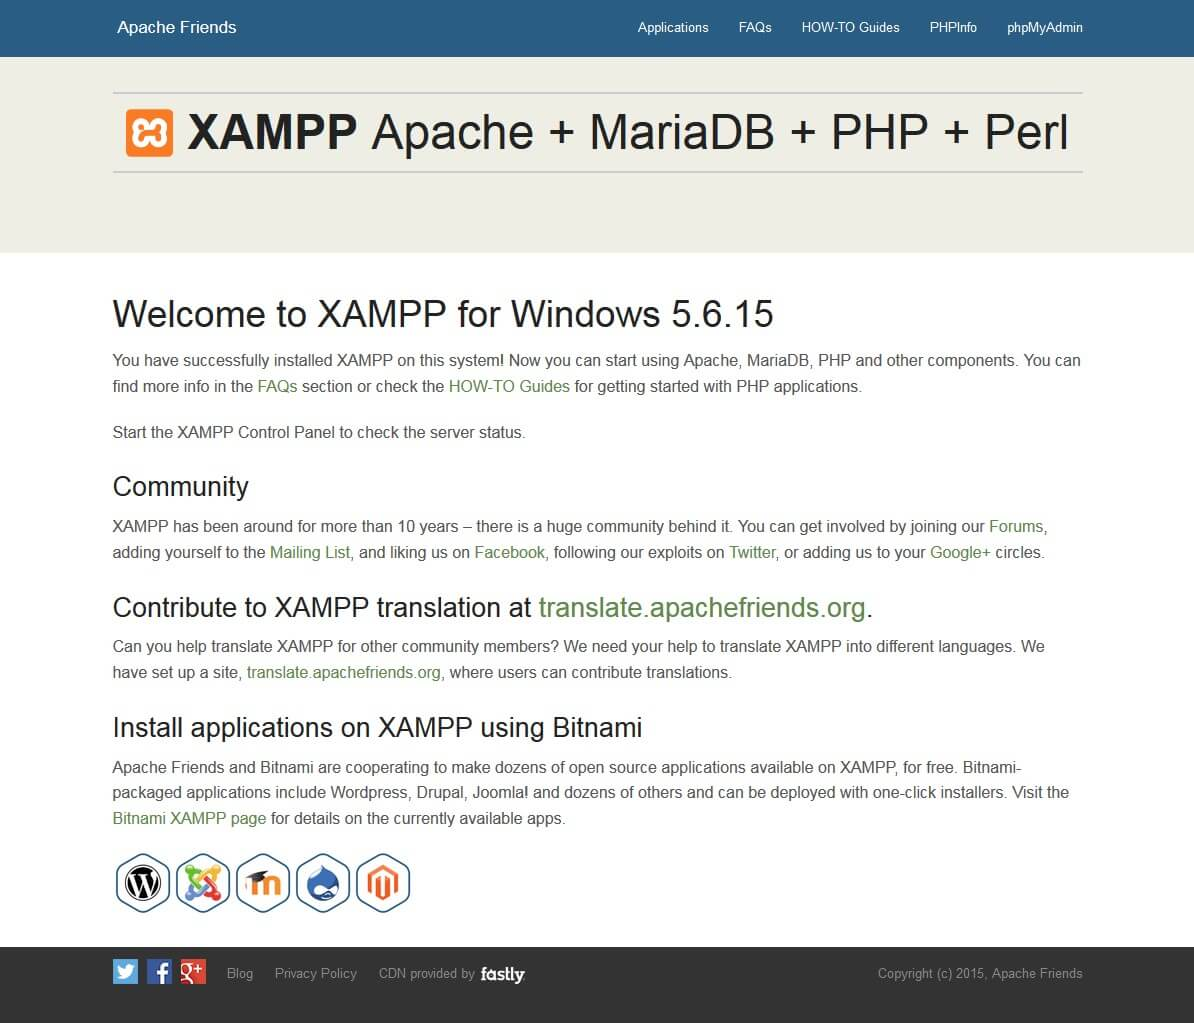 Apache Friends
Applications FAQs HOW-TO Guides PHPInfo phpMyAdmin
XAMPP Apache + MariaDB + PHP + Perl
Welcome to XAMPP for Windows 5.6.15
You have successfully installed XAMPP on this system! Now you can start using Apache, MariaDB, PHP and other components. You can
find more info in the FAQs section or check the HOW-TO Guides for getting started with PHP applications.
Start the XAMPP Control Panel to check the server status.
Community
XAMPP has been around for more than 10 years – there is a huge community behind it. You can get involved by joining our Forums,
adding yourself to the Mailing List, and liking us on Facebook, following our exploits on Twitter, or adding us to your Google+ circles.
Contribute to XAMPP translation at translate.apachefriends.org.
Can you help translate XAMPP for other community members? We need your help to translate XAMPP into different languages. We
have set up a site, translate.apachefriends.org, where users can contribute translations.
Install applications on XAMPP using Bitnami
Apache Friends and Bitnami are cooperating to make dozens of open source applications available on XAMPP, for free. Bitnami-
packaged applications include Wordpress, Drupal, Joomla! and dozens of others and can be deployed with one-click installers. Visit the
Bitnami XAMPP page for details on the currently available apps.
Blog Privacy Policy CDN provided by fastly
Copyright (c) 2015, Apache Friends